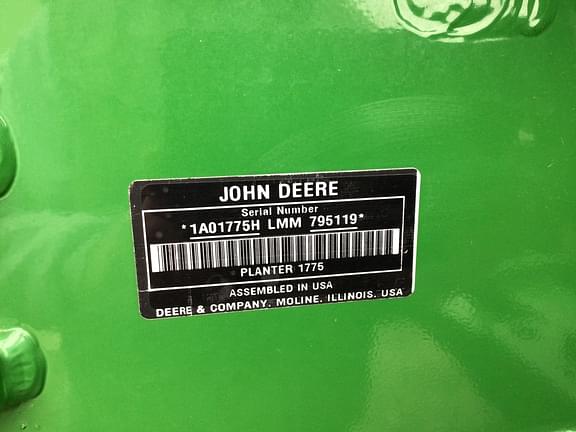 JOHN DEERE
Serial Number
*1A01775H LMM 795119*
PLANTER 1775
ASSEMBLED IN USA
DEERE & COMPANY. MOLINE. ILLINOIS. USA